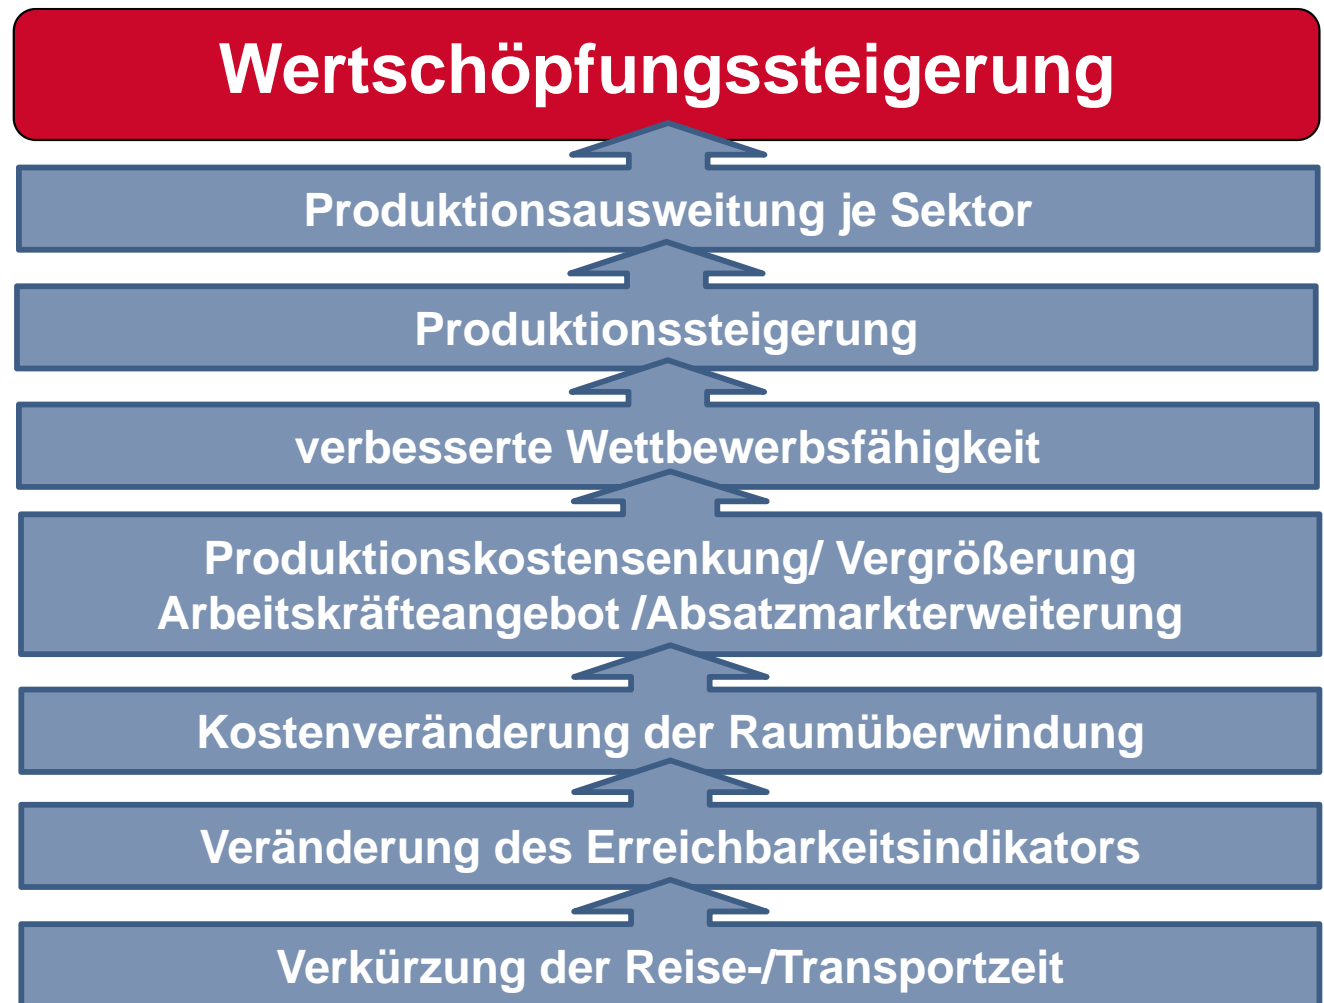 Wertschöpfungssteigerung
Produktionsausweitung je Sektor
Produktionssteigerung
verbesserte Wettbewerbsfähigkeit
Produktionskostensenkung/ Vergrößerung
Arbeitskräfteangebot /Absatzmarkterweiterung
Kostenveränderung der Raumüberwindung
Veränderung des Erreichbarkeitsindikators
Verkürzung der Reise-/Transportzeit